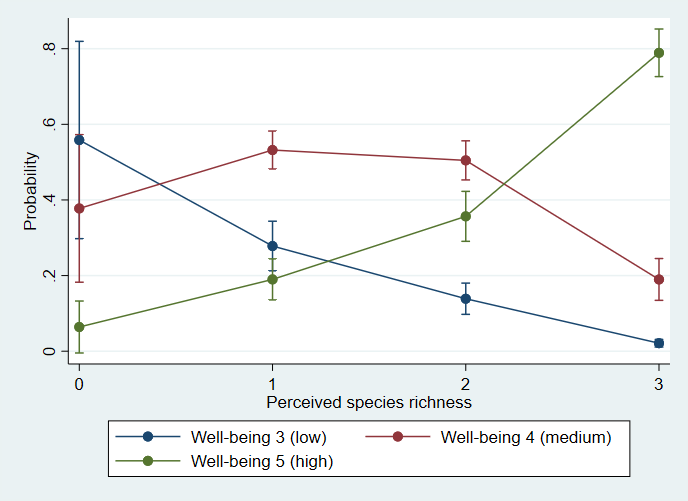 Probability
.8
.6
.4
.2
0
0 1 2 3
Perceived species richness
Well-being 3 (low) Well-being 4 (medium)
Well-being 5 (high)